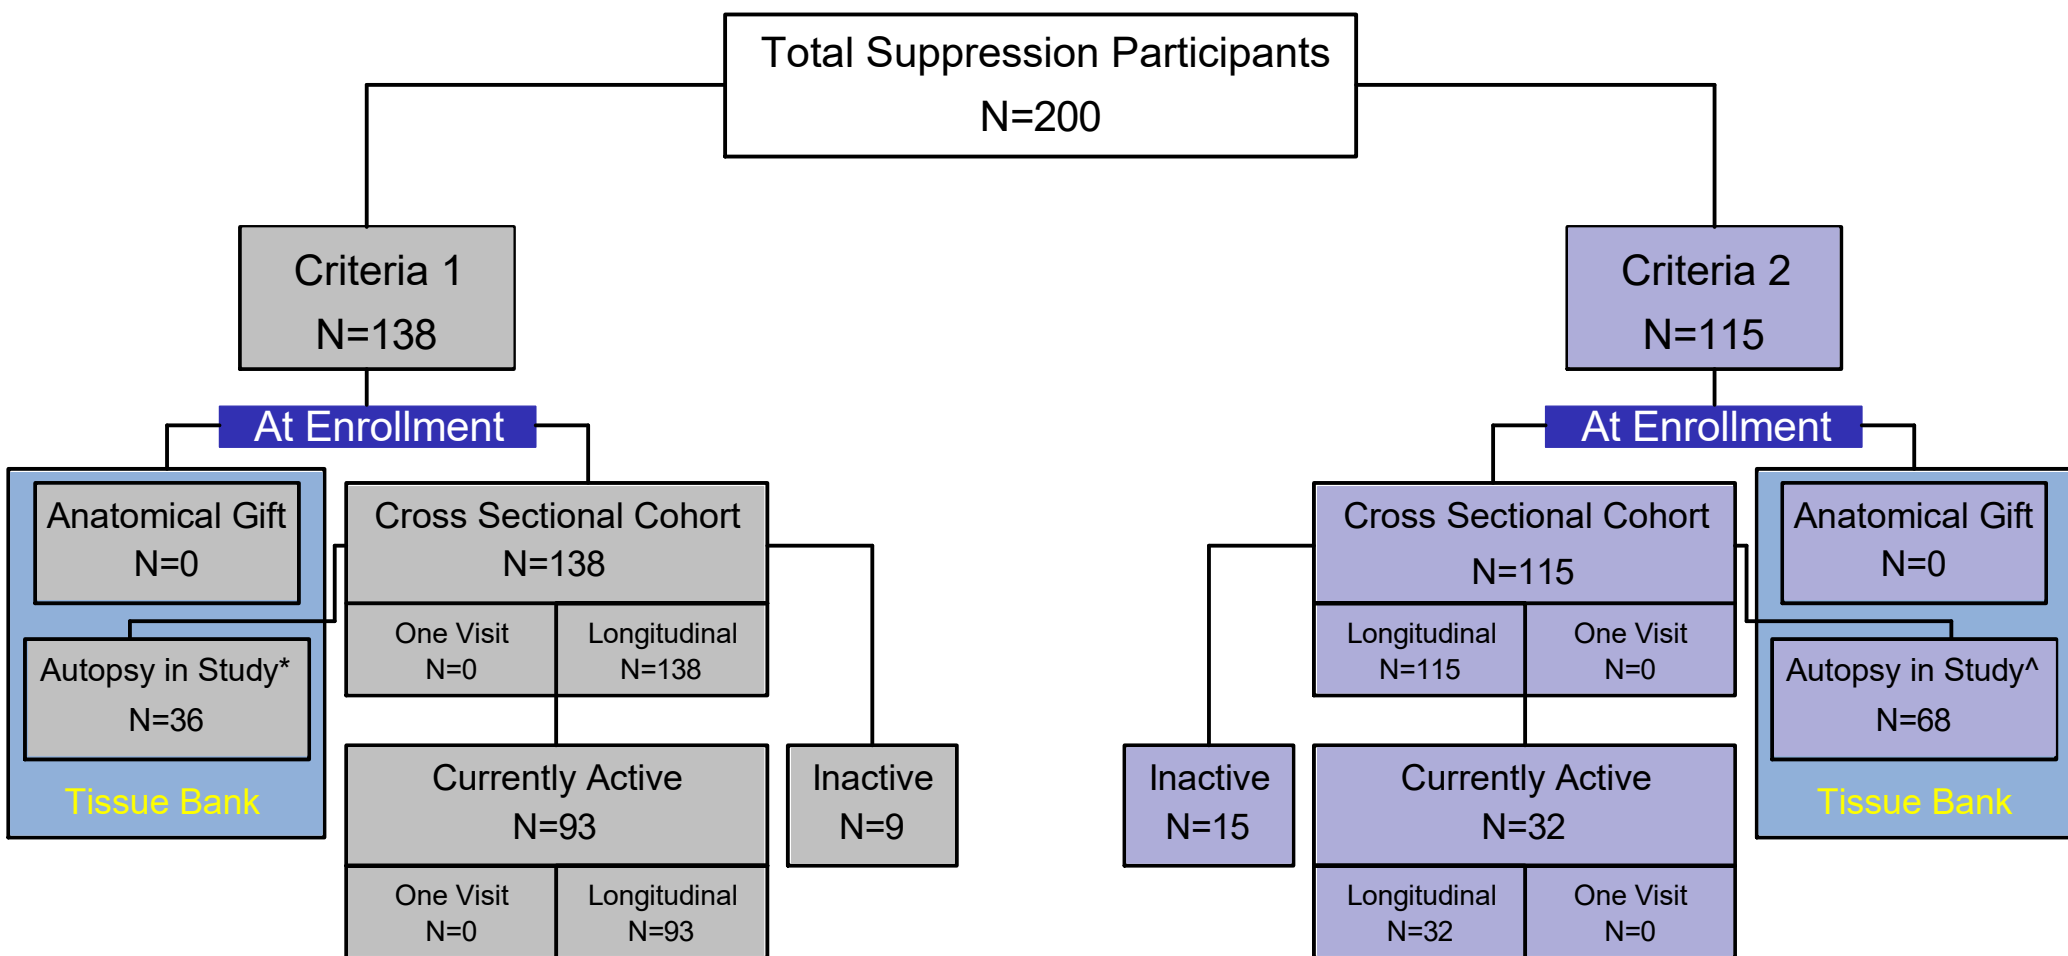 Total Suppression Participants
N=200
Criteria 1
N=138
Criteria 2
N=115
At Enrollment
At Enrollment
Anatomical Gift
N=0
Cross Sectional Cohort
N=138
One Visit
N=0
Longitudinal
N=138
Autopsy in Study*
N=36
Tissue Bank
Currently Active
N=93
One Visit
N=0
Longitudinal
N=93
Inactive
N=9
Cross Sectional Cohort
N=115
Longitudinal
N=115
One Visit
N=0
Anatomical Gift
N=0
Autopsy in Study^
N=68
Tissue Bank
Inactive
N=15
Currently Active
N=32
Longitudinal
N=32
One Visit
N=0